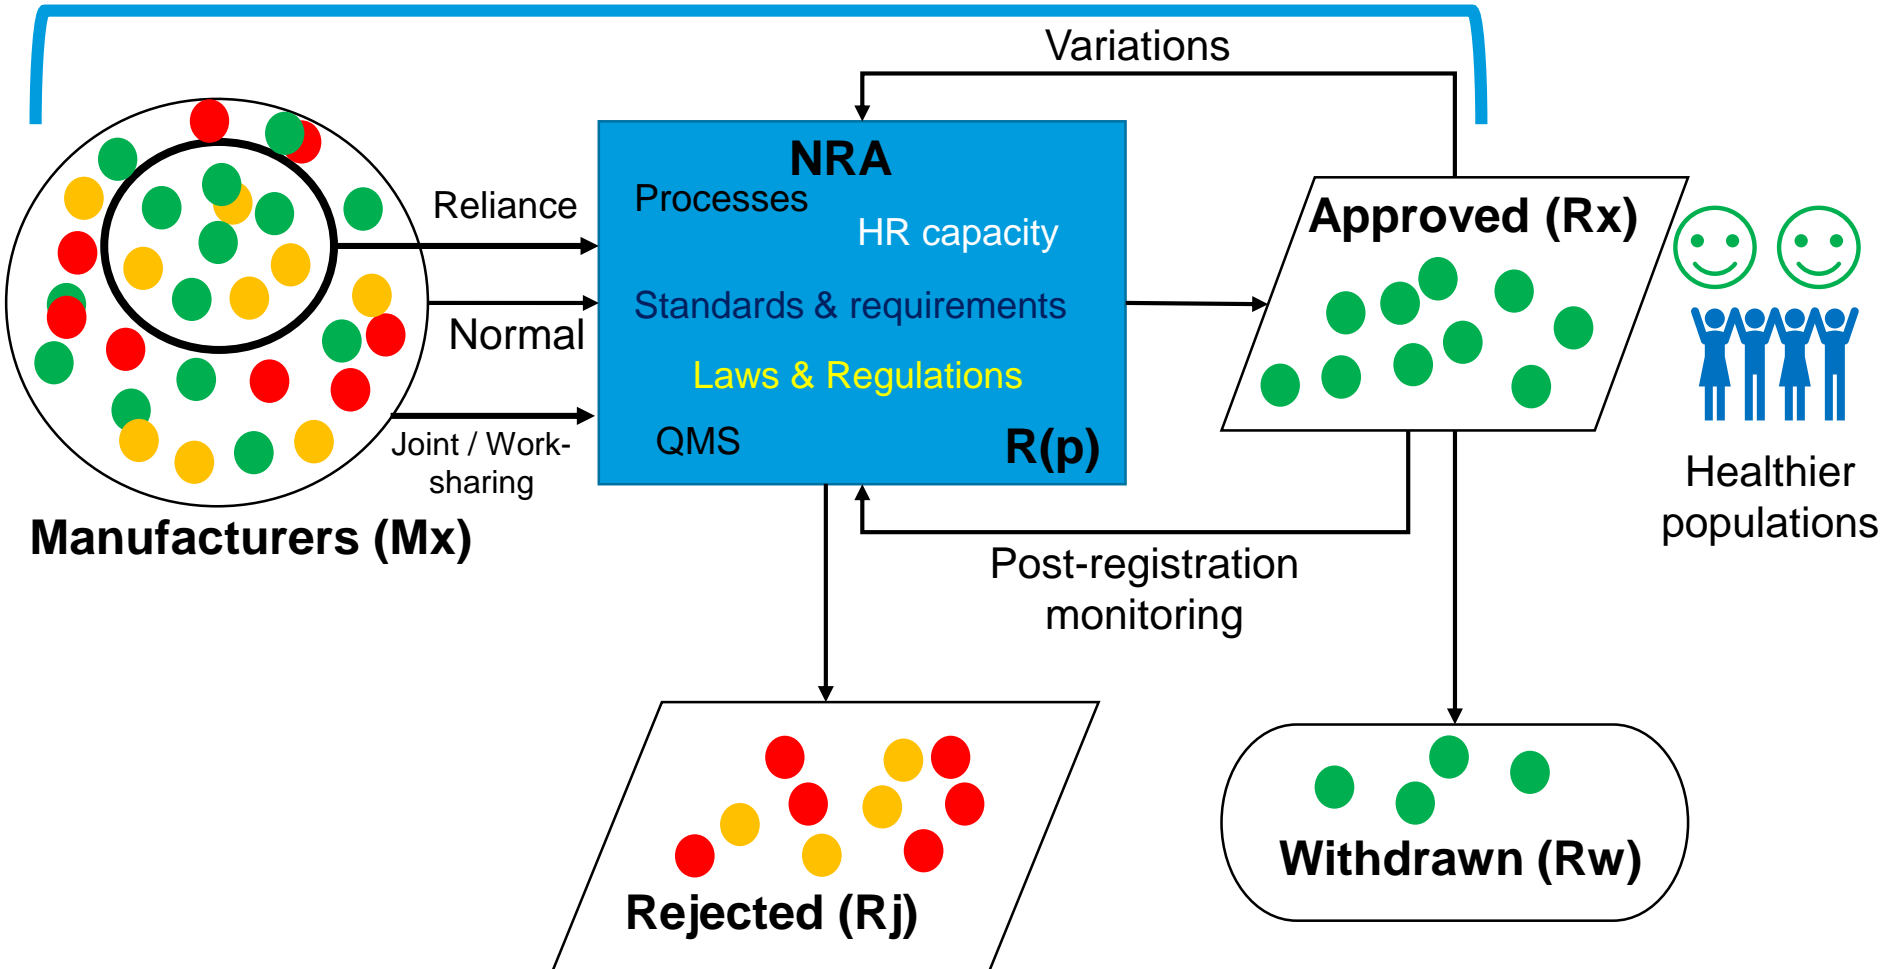 Variations
NRA
Processes
HR capacity
Standards & requirements
Laws & Regulations
QMS
R(p)
Reliance
Normal
Joint / Work-
sharing
Manufacturers (Mx)
Approved (Rx)
Healthier
populations
Post-registration
monitoring
Rejected (Rj)
Withdrawn (Rw)